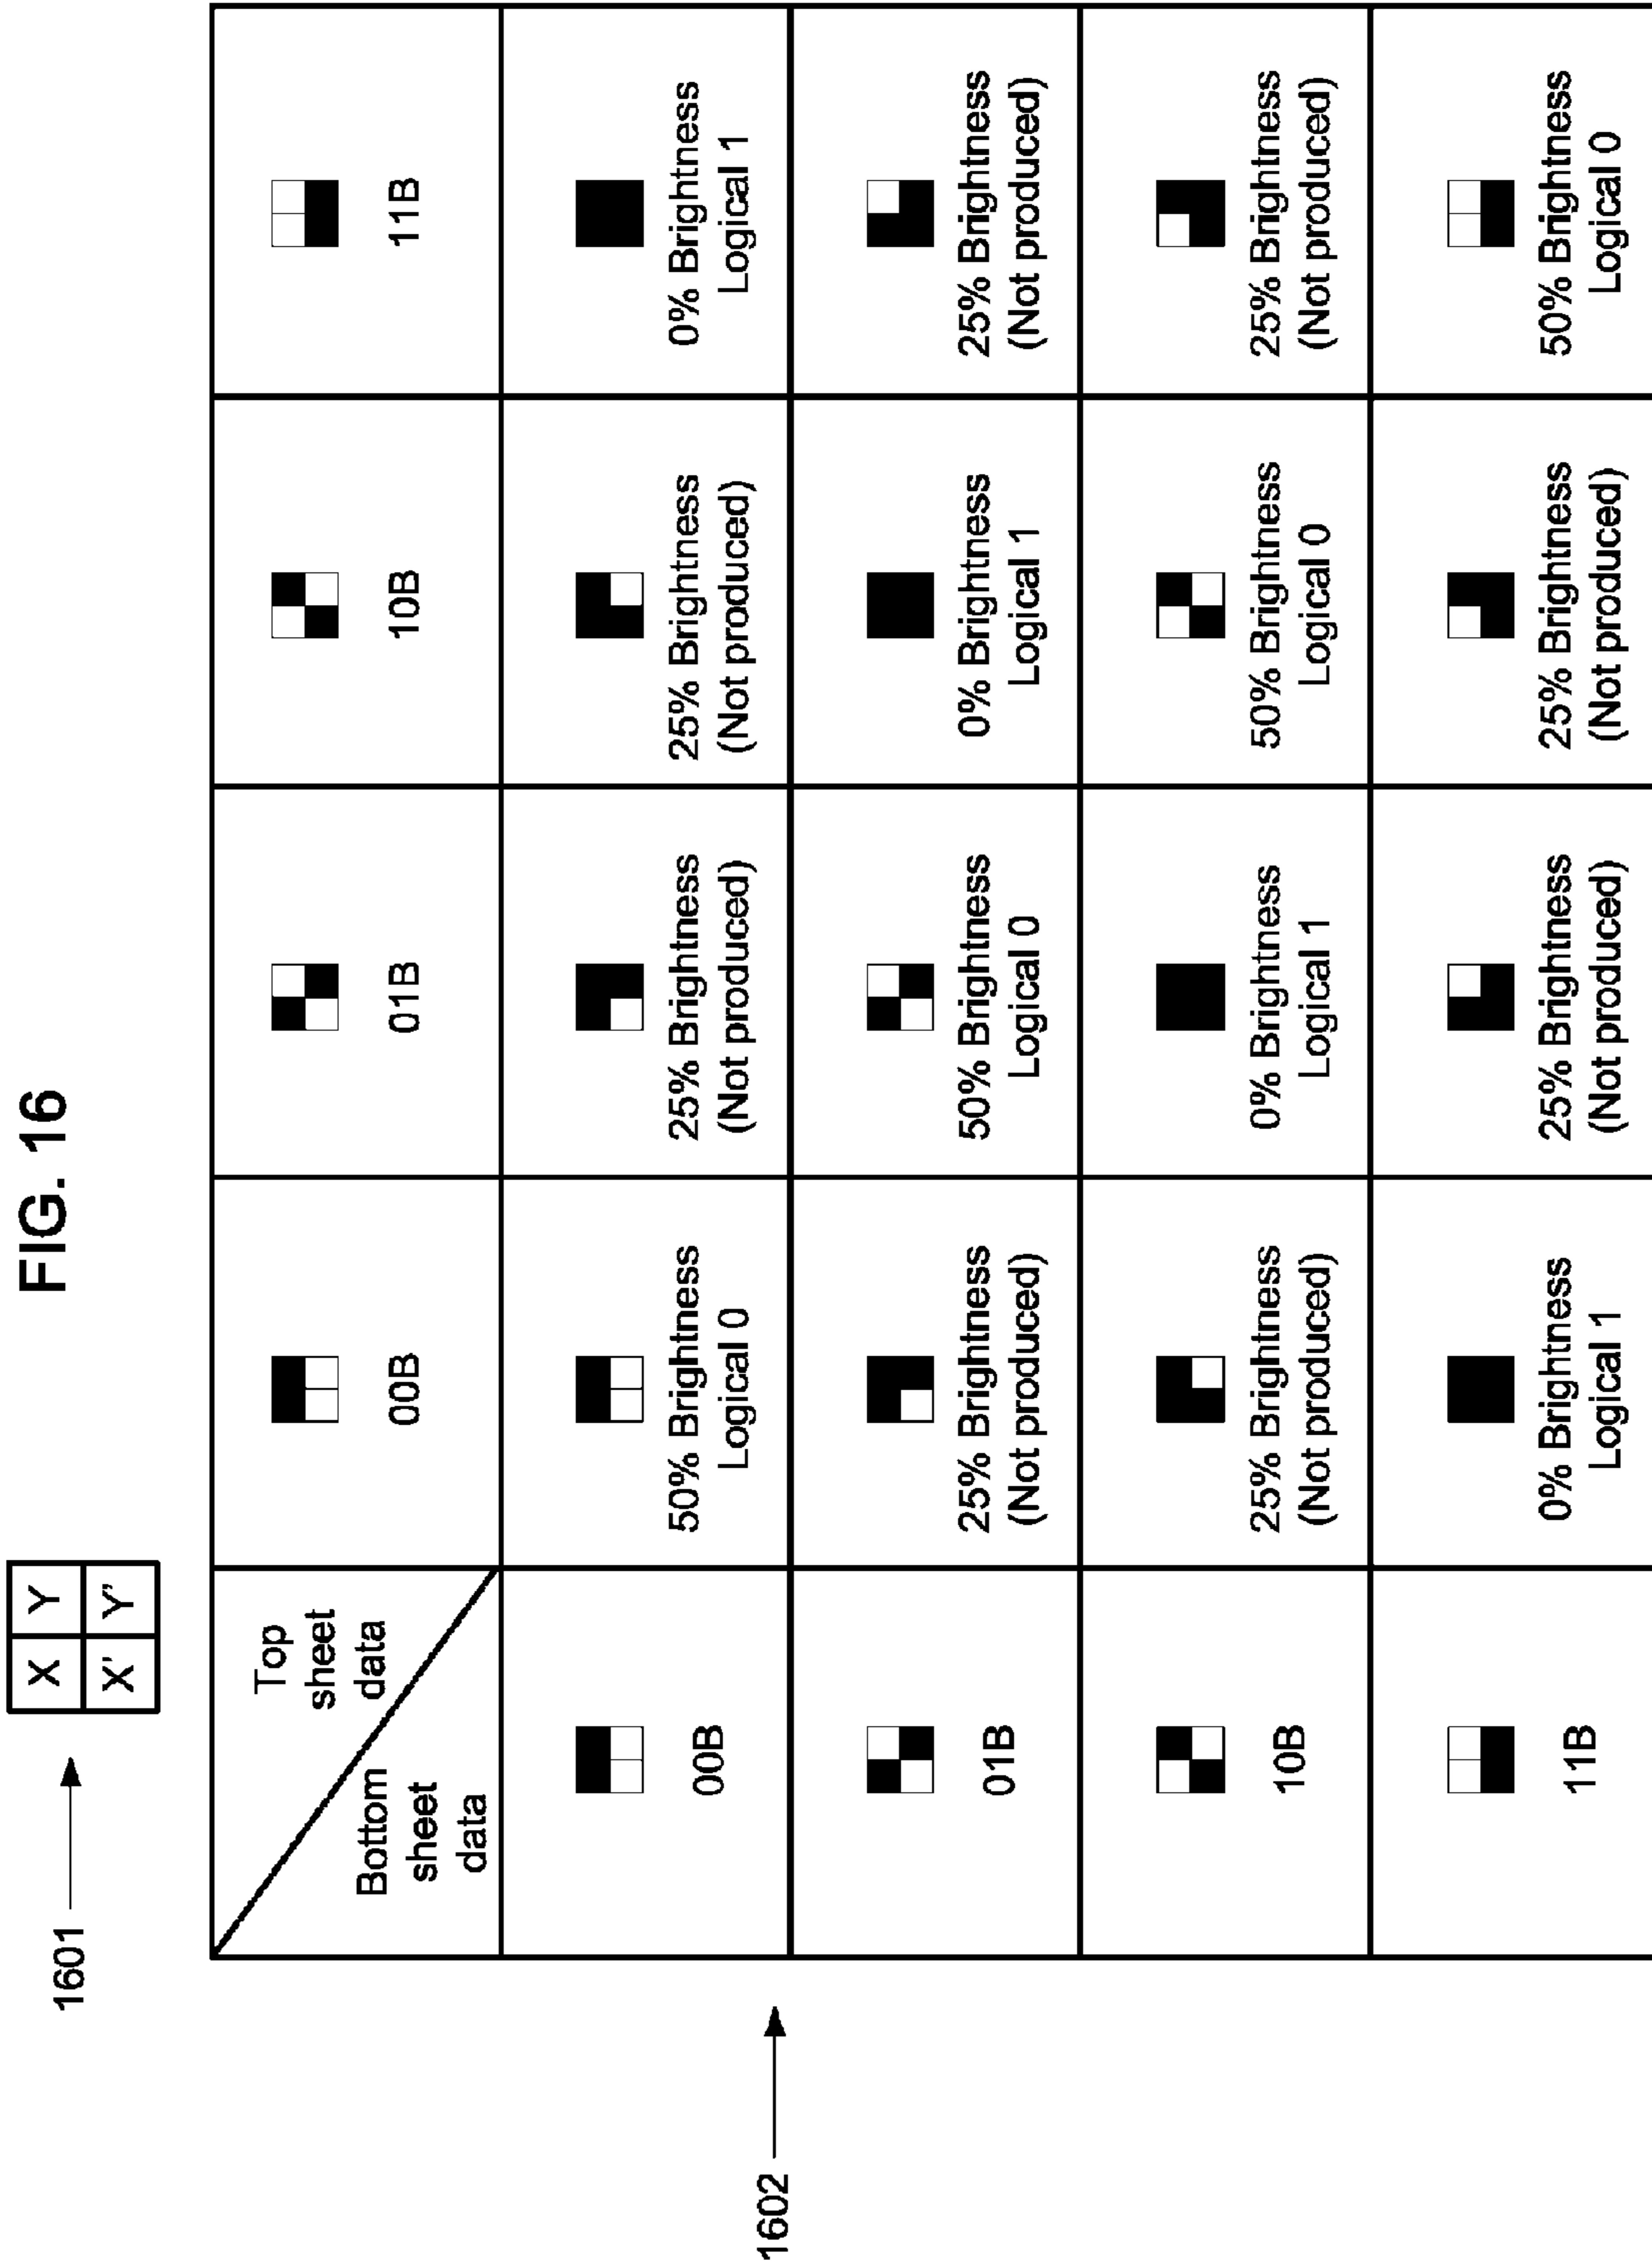 FIG. 16
1601
X Y
X' Y'
1602
Top
sheet
data
Bottom
sheet
data
00B
01B
10B
11B
00B
50% Brightness
Logical 0
25% Brightness
(Not produced)
25% Brightness
(Not produced)
0% Brightness
Logical 1
01B
25% Brightness
(Not produced)
50% Brightness
Logical 0
0% Brightness
Logical 1
25% Brightness
(Not produced)
10B
25% Brightness
(Not produced)
0% Brightness
Logical 1
50% Brightness
Logical 0
25% Brightness
(Not produced)
11B
0% Brightness
Logical 1
25% Brightness
(Not produced)
25% Brightness
(Not produced)
50% Brightness
Logical 0